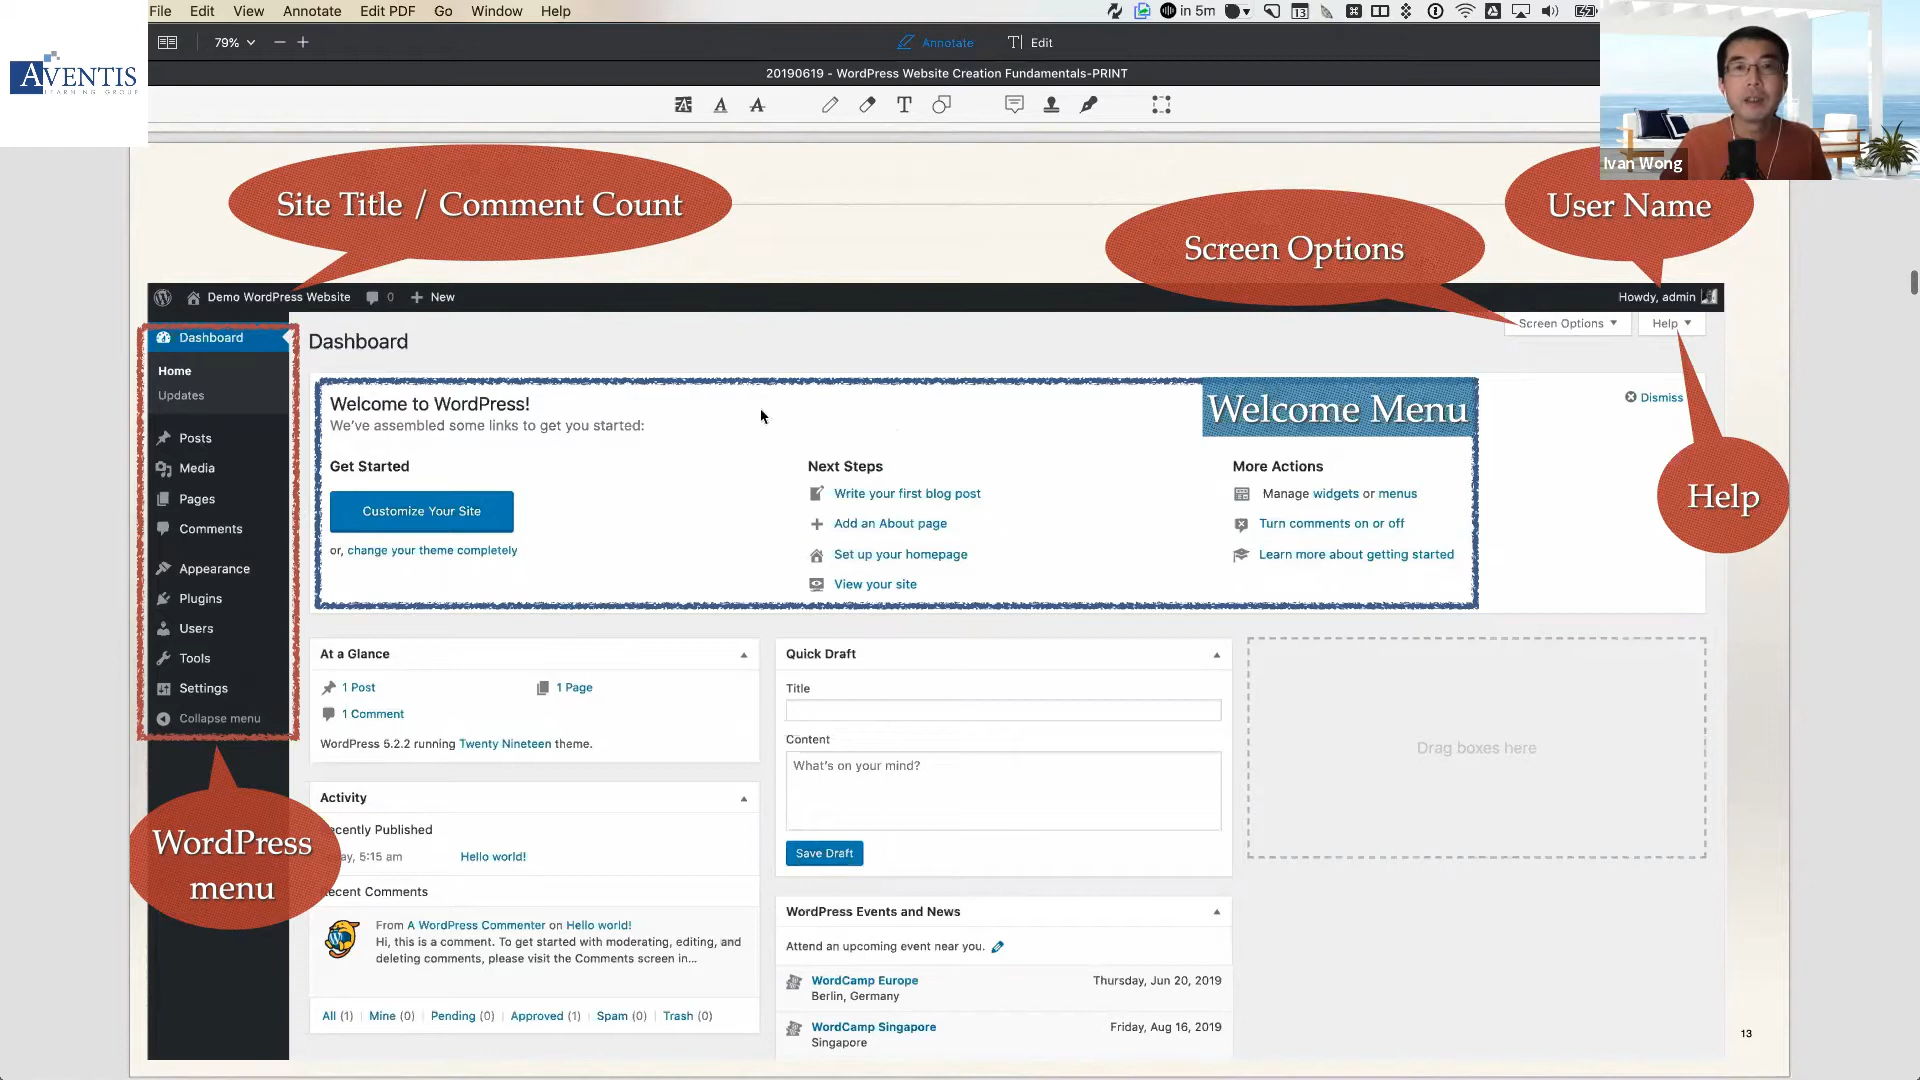 File Edit View Annotate Edit PDF Go Window Help
in 5m
13
79%
Annotate
Edit
20190619 - WordPress Website Creation Fundamentals-PRINT
AVENTIS
LEARNING GROUP
Ivan Wong
Site Title / Comment Count
Screen Options
User Name
Demo WordPress Website 0 New
Howdy, admin
Screen Options
Help
Dashboard
Home
Updates
Posts
Media
Pages
Comments
Appearance
Plugins
Users
Tools
Settings
Collapse menu
WordPress
menu
Dashboard
Welcome Menu
Dismiss
Help
Welcome to WordPress!
We've assembled some links to get you started:
Get Started
Customize Your Site
or, change your theme completely
Next Steps
Write your first blog post
Add an About page
Set up your homepage
View your site
More Actions
Manage widgets or menus
Turn comments on or off
Learn more about getting started
At a Glance
1 Post
1 Page
1 Comment
WordPress 5.2.2 running Twenty Nineteen theme.
Activity
ecently Published
ay, 5:15 am Hello world!
ecent Comments
From A WordPress Commenter on Hello world!
Hi, this is a comment. To get started with moderating, editing, and
deleting comments, please visit the Comments screen in...
All (1) | Mine (0) | Pending (0) | Approved (1) | Spam (0) | Trash (0)
Quick Draft
Title
Content
What's on your mind?
Save Draft
WordPress Events and News
Attend an upcoming event near you.
WordCamp Europe
Berlin, Germany
Thursday, Jun 20, 2019
WordCamp Singapore
Singapore
Friday, Aug 16, 2019
Drag boxes here
13